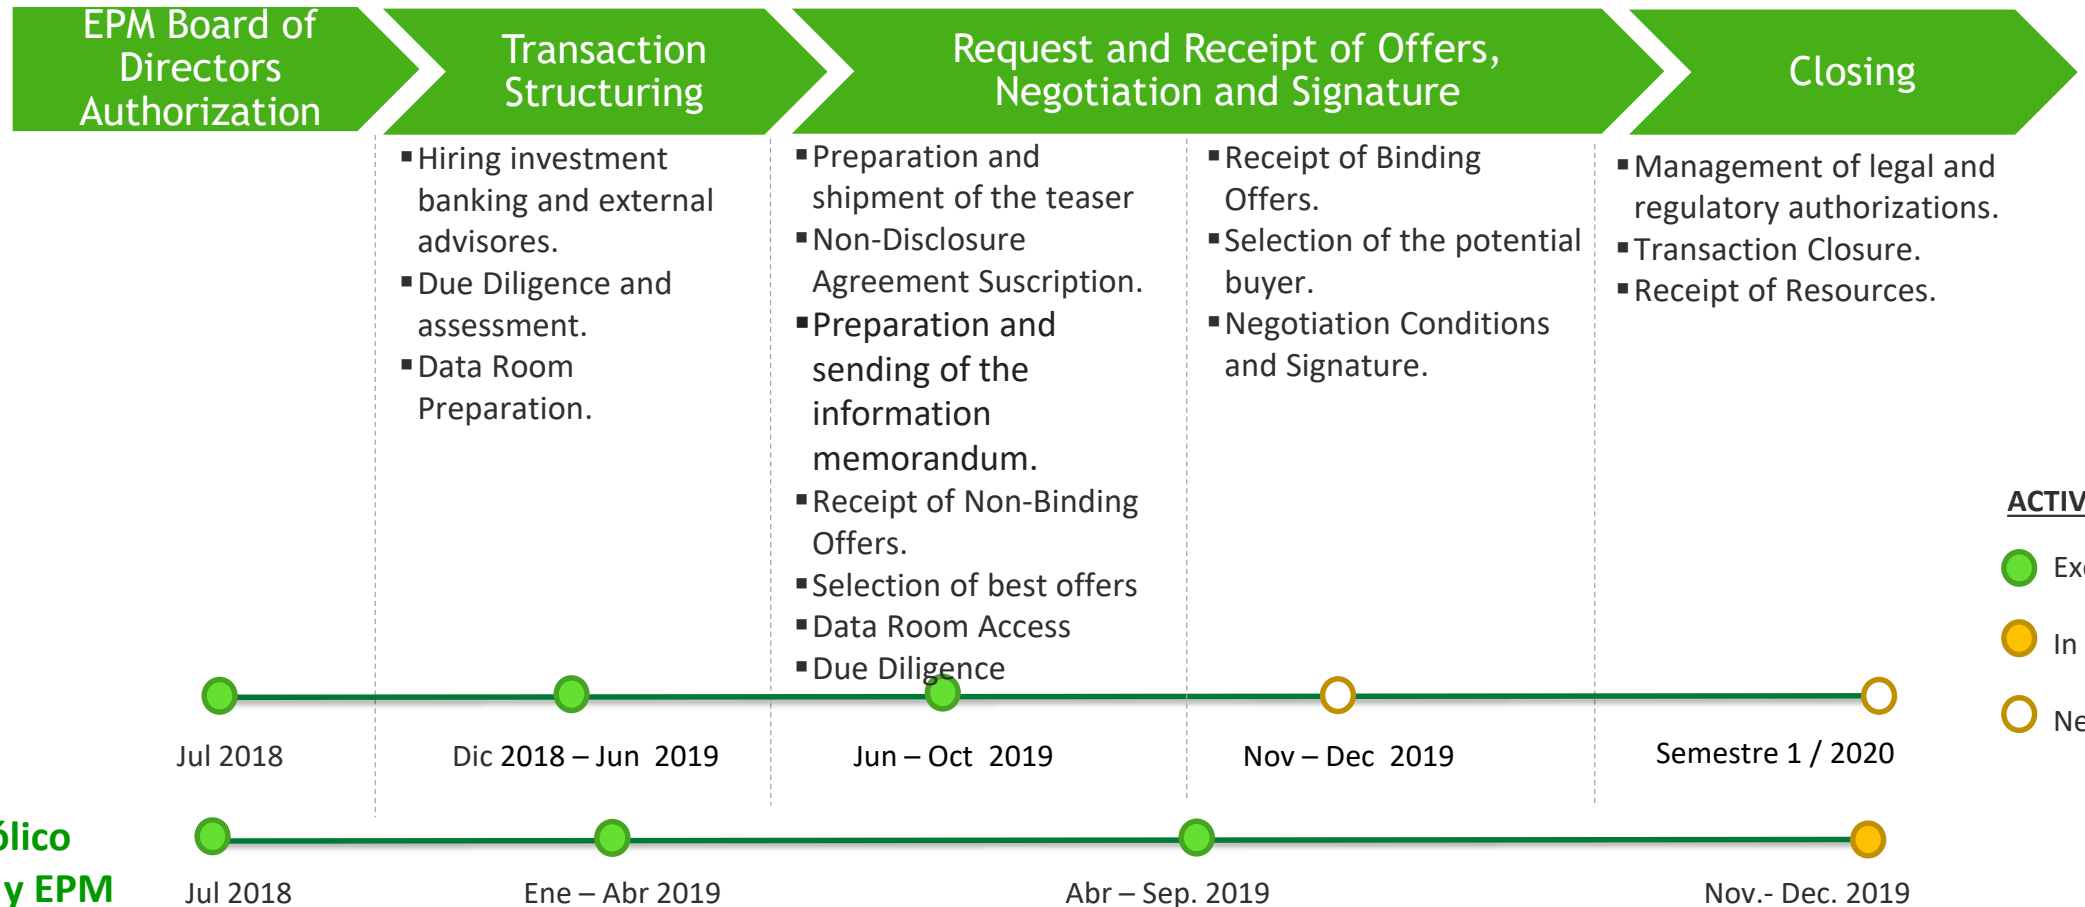 EPM Board of
Directors
Authorization
Transaction
Structuring
Request and Receipt of Offers,
Negotiation and Signature
Closing
▪Hiring investment
banking and external
advisores.
▪Due Diligence and
assessment.
▪Data Room
Preparation.
▪Preparation and
shipment of the teaser
▪Non-Disclosure
Agreement Suscription.
▪Preparation and
sending of the
information
memorandum.
▪Receipt of Non-Binding
Offers.
▪Selection of best offers
▪Data Room Access
▪Due Diligence
▪Receipt of Binding
Offers.
▪Selection of the potential
buyer.
▪Negotiation Conditions
and Signature.
▪Management of legal and
regulatory authorizations.
▪Transaction Closure.
▪Receipt of Resources.
In
Jul 2018
Dic 2018 – Jun 2019
Jun – Oct 2019
Nov – Dec 2019
Semestre 1 / 2020
y EPM
Jul 2018
Ene – Abr 2019
Abr – Sep. 2019
Nov.- Dec. 2019